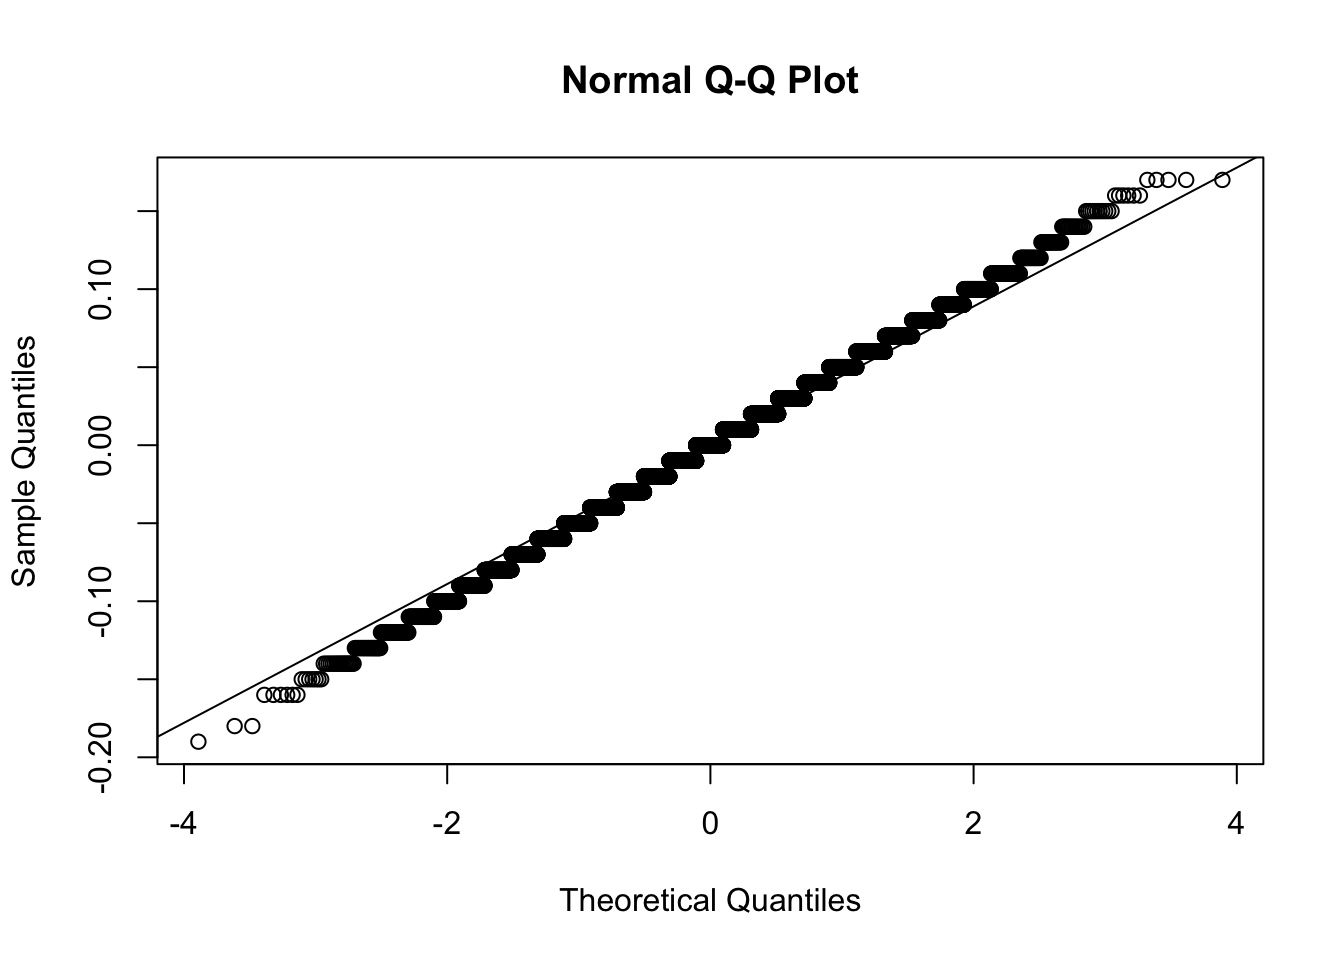 Normal Q-Q Plot
Sample Quantiles
0.10
0.00
-0.10
-0.20
-4 -2 0 2 4
Theoretical Quantiles